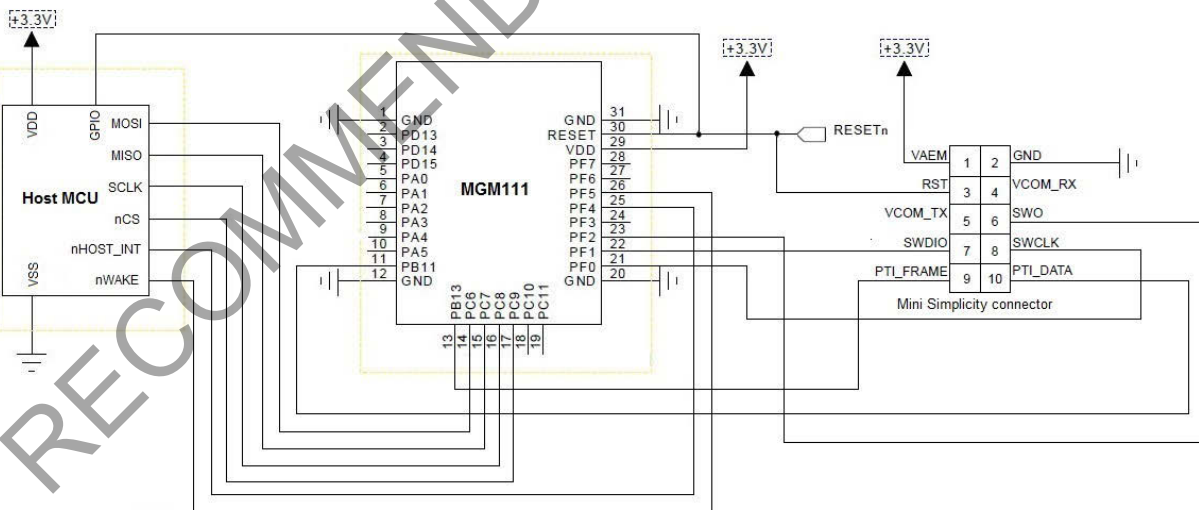 +3.3V
VDD
GPIO
MOSI
MISO
SCLK
nCS
nHOST_INT
nWAKE
Host MCU
VSS
MGM111
1 GND
2 PD13
3 PD14
4 PD15
5 PA0
6 PA1
7 PA2
8 PA3
9 PA4
10 PA5
11 PB11
12 GND
13 PB13
14 PC6
15 PC7
16 PC8
17 PC9
18 PC10
19 PC11
GND 31
RESET 30
VDD 29
PF7 28
PF6 27
PF5 26
PF4 25
PF3 24
PF2 23
PF1 22
PF0 21
GND 20
+3.3V
RESETn
+3.3V
VAEM 1 2 GND
RST 3 4 VCOM_RX
VCOM_TX 5 6 SWO
SWDIO 7 8 SWCLK
PTI_FRAME 9 10 PTI_DATA
Mini Simplicity connector
RECOMMEND